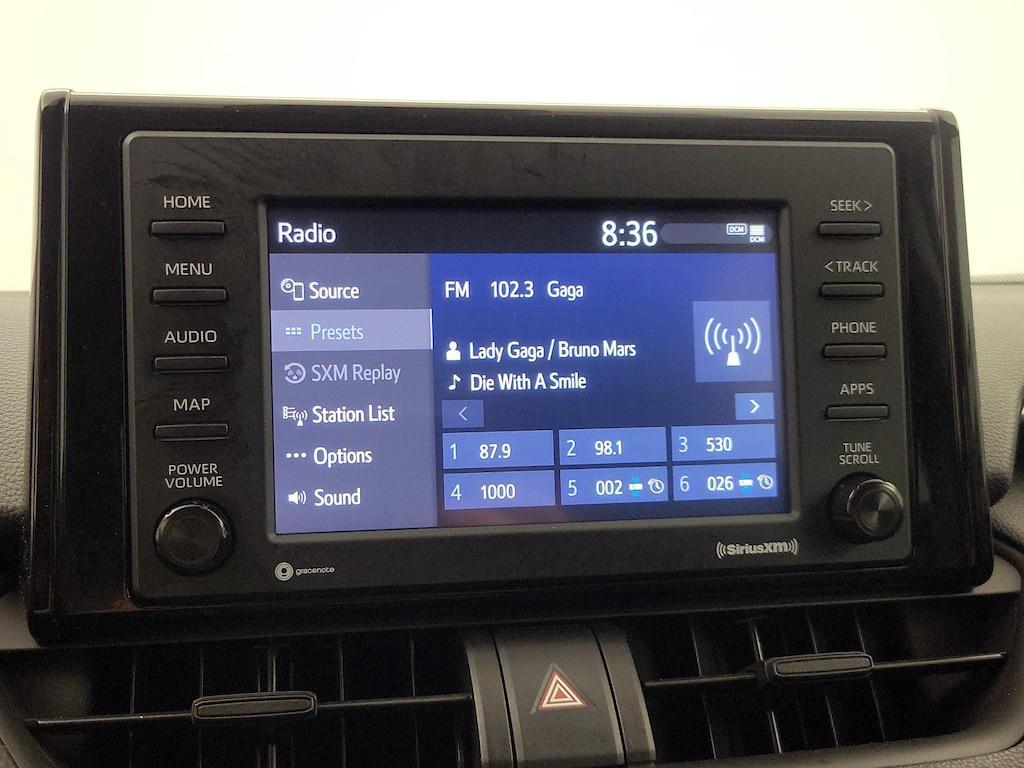 HOME
MENU
AUDIO
MAP
POWER
VOLUME
Radio
8:36
DCM
DCM
Source
Presets
SXM Replay
Station List
Options
Sound
FM 102.3 Gaga
Lady Gaga / Bruno Mars
Die With A Smile
< >
1 87.9
2 98.1
3 530
4 1000
5 002
6 026
SEEK >
< TRACK
PHONE
APPS
TUNE
SCROLL
gracenote
((SiriusXM))